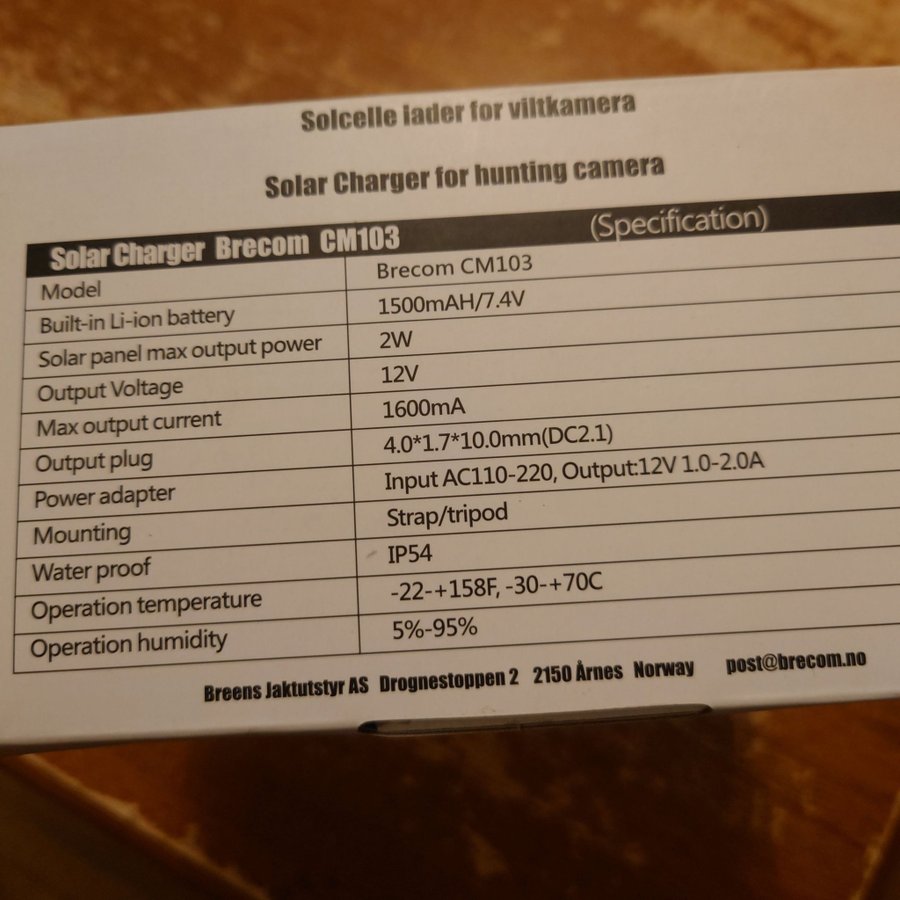 Solcelle lader for viltkamera
Solar Charger for hunting camera
Solar Charger Brecom CM103 (Specification)
Model Brecom CM103
Built-in Li-ion battery 1500mAH/7.4V
Solar panel max output power 2W
Output Voltage 12V
Max output current 1600mA
Output plug 4.0*1.7*10.0mm(DC2.1)
Power adapter Input AC110-220, Output:12V 1.0-2.0A
Mounting Strap/tripod
Water proof IP54
Operation temperature -22-+158F, -30-+70C
Operation humidity 5%-95%
Breens Jaktutstyr AS Drognestoppen 2 2150 Årnes Norway post@brecom.no